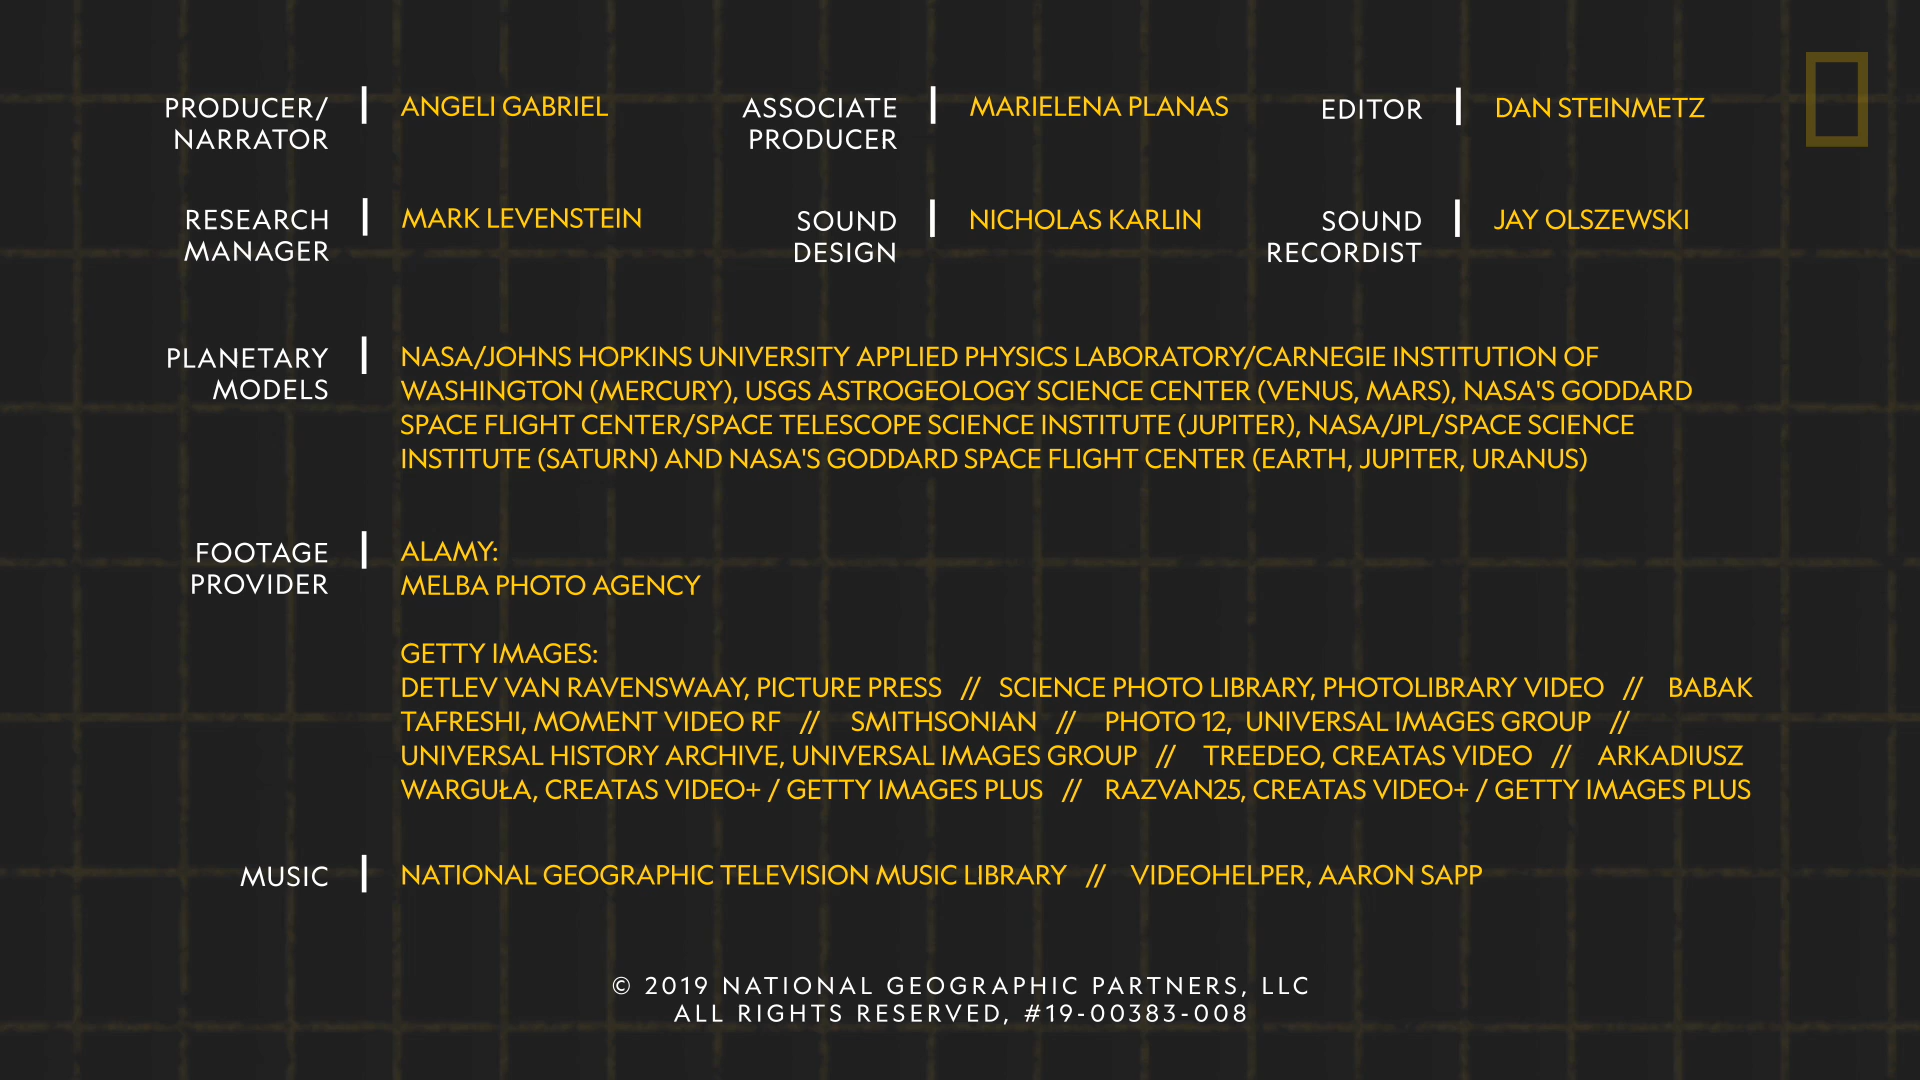 PRODUCER/
NARRATOR
ANGELI GABRIEL
ASSOCIATE
PRODUCER
MARIELENA PLANAS
EDITOR
DAN STEINMETZ
RESEARCH
MANAGER
MARK LEVENSTEIN
SOUND
DESIGN
NICHOLAS KARLIN
SOUND
RECORDIST
JAY OLSZEWSKI
PLANETARY
MODELS
NASA/JOHNS HOPKINS UNIVERSITY APPLIED PHYSICS LABORATORY/CARNEGIE INSTITUTION OF
WASHINGTON (MERCURY), USGS ASTROGEOLOGY SCIENCE CENTER (VENUS, MARS), NASA'S GODDARD
SPACE FLIGHT CENTER/SPACE TELESCOPE SCIENCE INSTITUTE (JUPITER), NASA/JPL/SPACE SCIENCE
INSTITUTE (SATURN) AND NASA'S GODDARD SPACE FLIGHT CENTER (EARTH, JUPITER, URANUS)
FOOTAGE
PROVIDER
ALAMY:
MELBA PHOTO AGENCY
GETTY IMAGES:
DETLEV VAN RAVENSWAAY, PICTURE PRESS // SCIENCE PHOTO LIBRARY, PHOTOLIBRARY VIDEO // BABAK
TAFRESHI, MOMENT VIDEO RF // SMITHSONIAN // PHOTO 12, UNIVERSAL IMAGES GROUP //
UNIVERSAL HISTORY ARCHIVE, UNIVERSAL IMAGES GROUP // TREEDEO, CREATAS VIDEO // ARKADIUSZ
WARGUŁA, CREATAS VIDEO+ / GETTY IMAGES PLUS // RAZVAN25, CREATAS VIDEO+ / GETTY IMAGES PLUS
MUSIC
NATIONAL GEOGRAPHIC TELEVISION MUSIC LIBRARY // VIDEOHELPER, AARON SAPP
© 2019 NATIONAL GEOGRAPHIC PARTNERS, LLC
ALL RIGHTS RESERVED, #19-00383-008